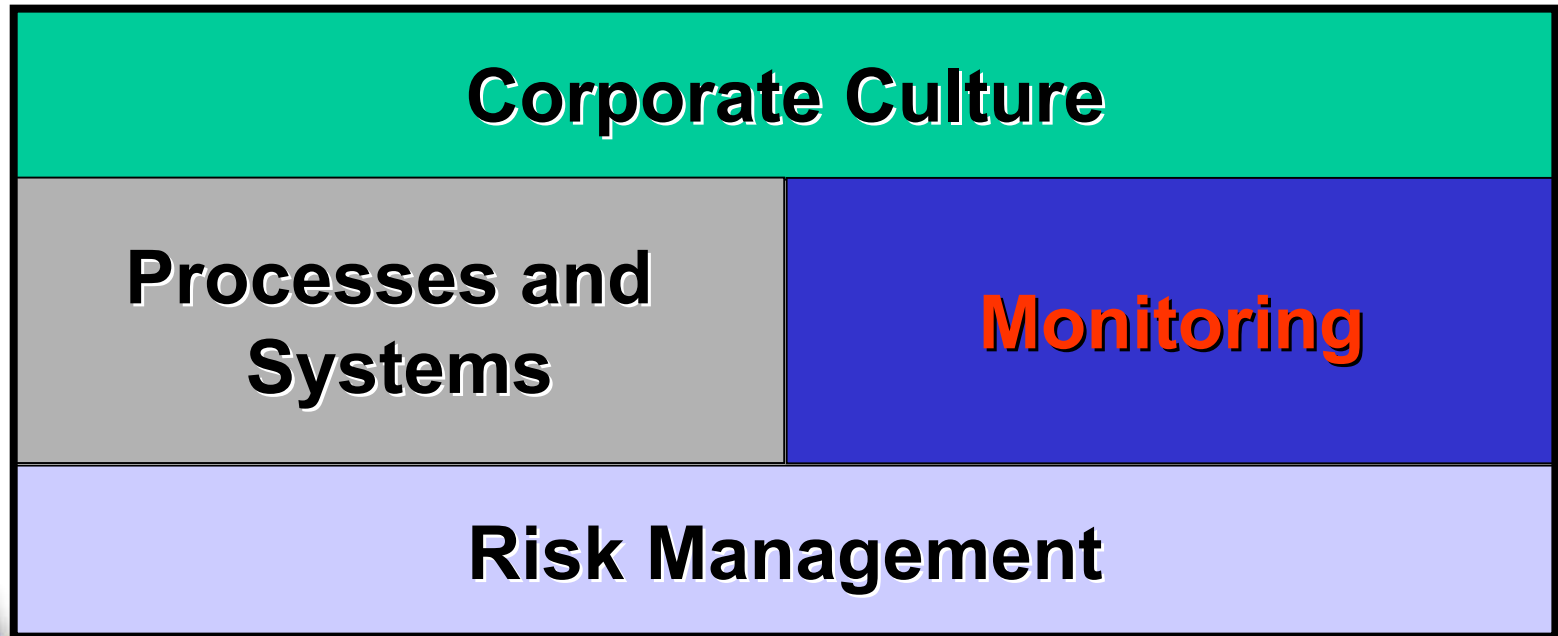 Corporate Culture
Processes and
Systems
Monitoring
Risk Management